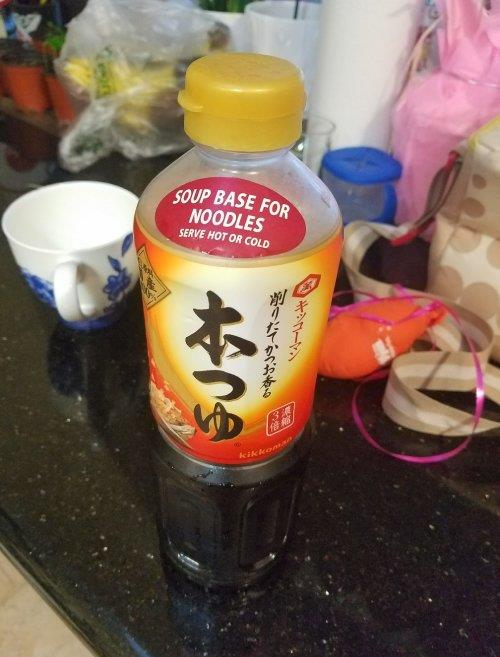 SOUP BASE FOR
NOODLES
SERVE HOT OR COLD
キッコーマン
削りたてかつお香る
本つゆ
濃縮
3倍
kikkoman